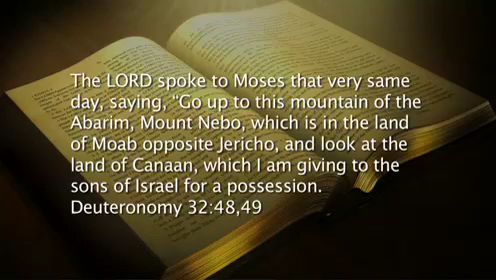 The LORD spoke to Moses that very same
day, saying, "Go up to this mountain of the
Abarim, Mount Nebo, which is in the land
of Moab opposite Jericho, and look at the
land of Canaan, which I am giving to the
sons of Israel for a possession.
Deuteronomy 32:48,49